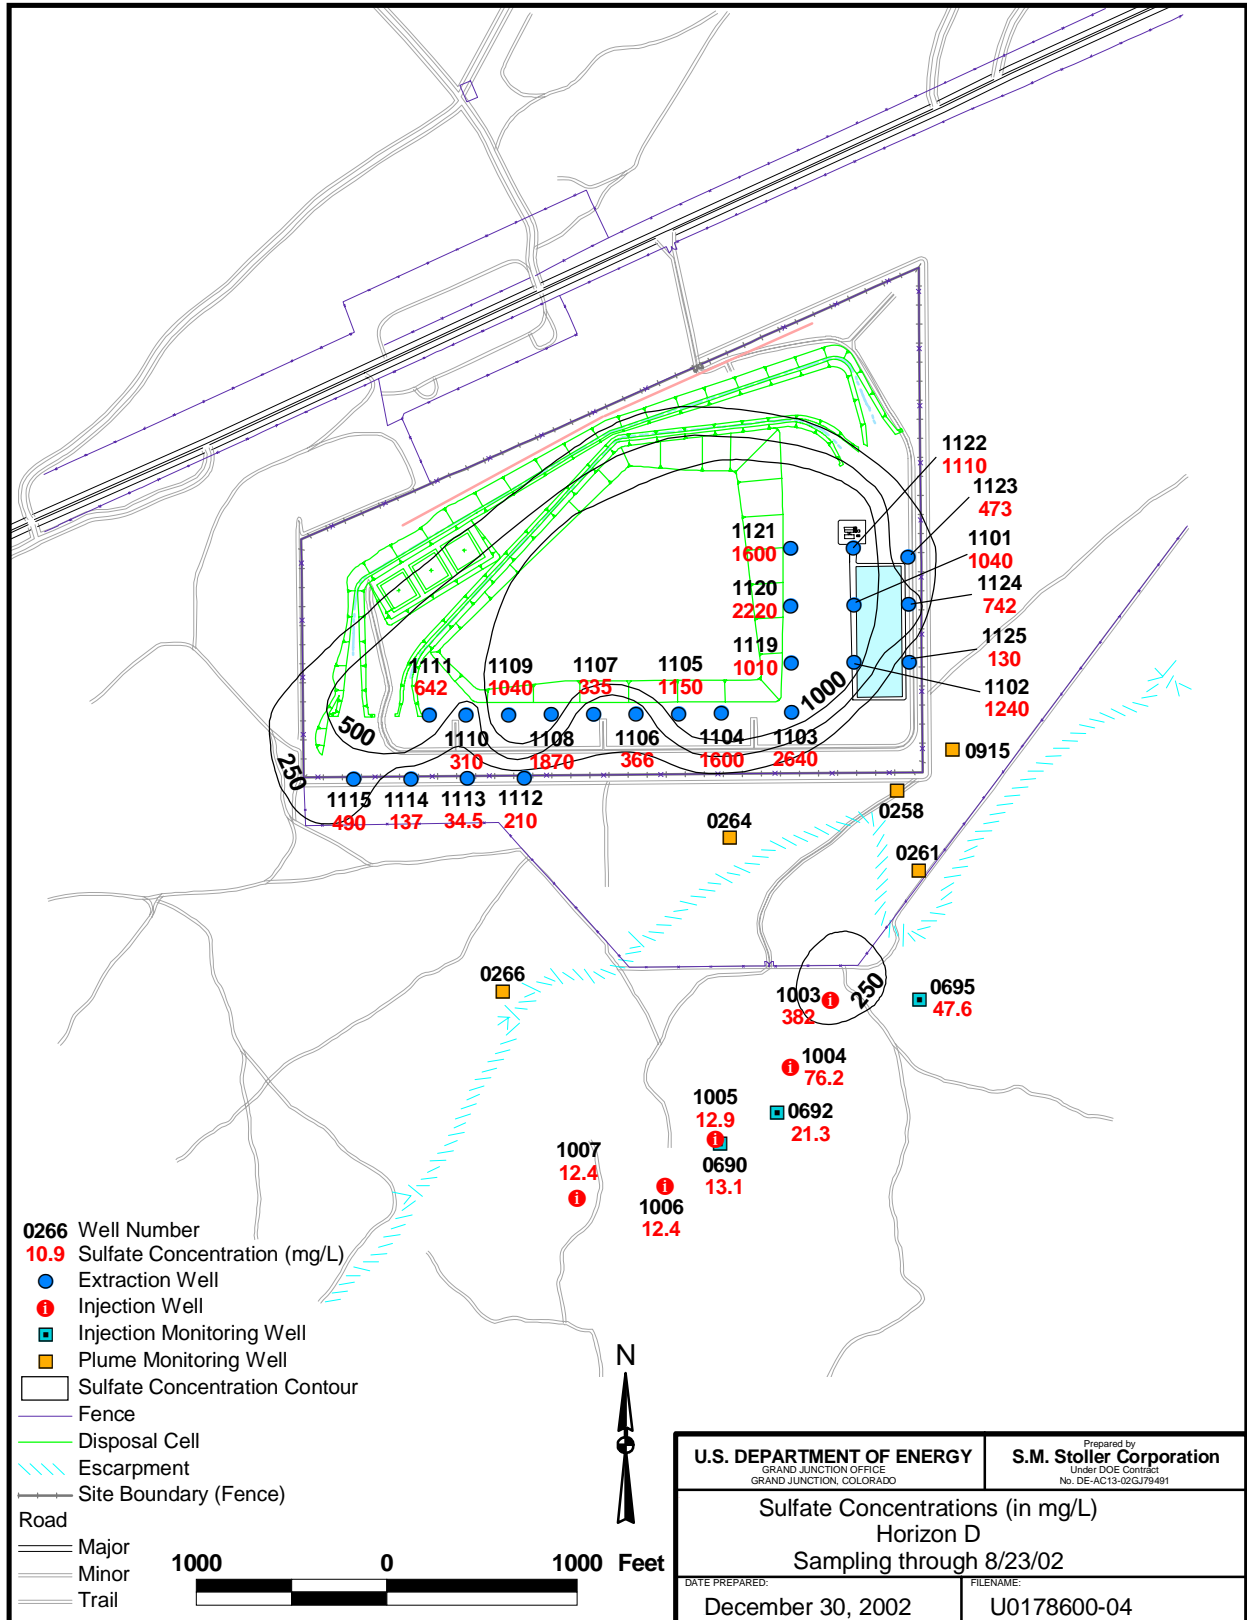 1122
1110
1123
473
1121
1600
1101
1040
1120
2220
1124
742
1119
1010
1125
130
1102
1240
1111
642
1109
1040
1107
335
1105
1150
1000
500
1110
310
1108
1870
1106
366
1104
1600
1103
2640
250
1115
490
1114
137
1113
34.5
1112
210
0915
0258
0264
0261
0266
1003
382
250
0695
47.6
1004
76.2
1005
12.9
0692
21.3
1007
12.4
0690
13.1
1006
12.4
0266 Well Number
10.9 Sulfate Concentration (mg/L)
Extraction Well
i Injection Well
Injection Monitoring Well
Plume Monitoring Well
Sulfate Concentration Contour
Fence
Disposal Cell
Escarpment
Site Boundary (Fence)
Road
Major
Minor
Trail
N
1000 0 1000 Feet
U.S. DEPARTMENT OF ENERGY
GRAND JUNCTION OFFICE
GRAND JUNCTION, COLORADO
Prepared by
S.M. Stoller Corporation
Under DOE Contract
No. DE-AC13-02GJ79491
Sulfate Concentrations (in mg/L)
Horizon D
Sampling through 8/23/02
DATE PREPARED:
December 30, 2002
FILENAME:
U0178600-04